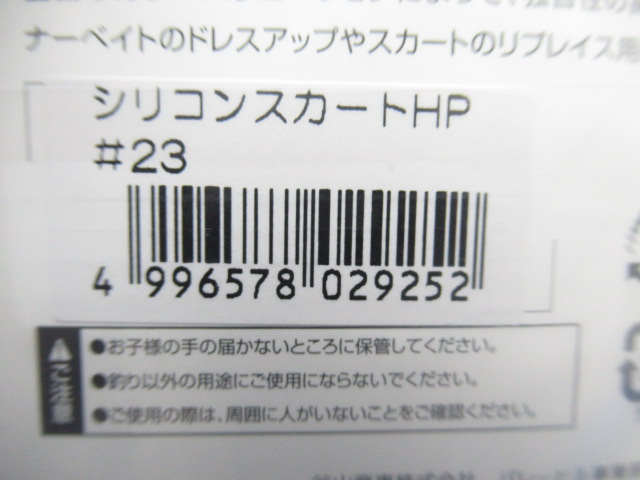 ナーベイトのドレスアップやスカートのリプレイス用
シリコンスカートHP
#23
4 996578 029252
●お子様の手の届かないところに保管してください。
●釣り以外の用途にご使用にならないでください。
●ご使用の際は、周囲に人がいないことをご確認ください。